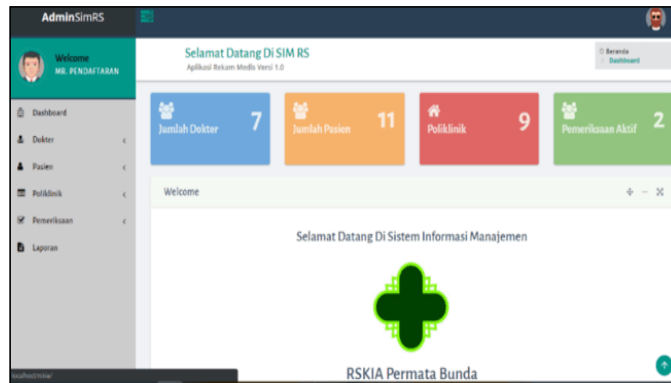 AdminSimRS
Welcome
MR. PENDAFTARAN
Dashboard
Dokter
Pasien
Poliklinik
Pemeriksaan
Laporan
Selamat Datang Di SIM RS
Aplikasi Rekam Medis Versi 1.0
Beranda
Dashboard
Jumlah Dokter 7
Jumlah Pasien 11
Poliklinik 9
Pemeriksaan Aktif 2
Welcome
Selamat Datang Di Sistem Informasi Manajemen
RSKIA Permata Bunda